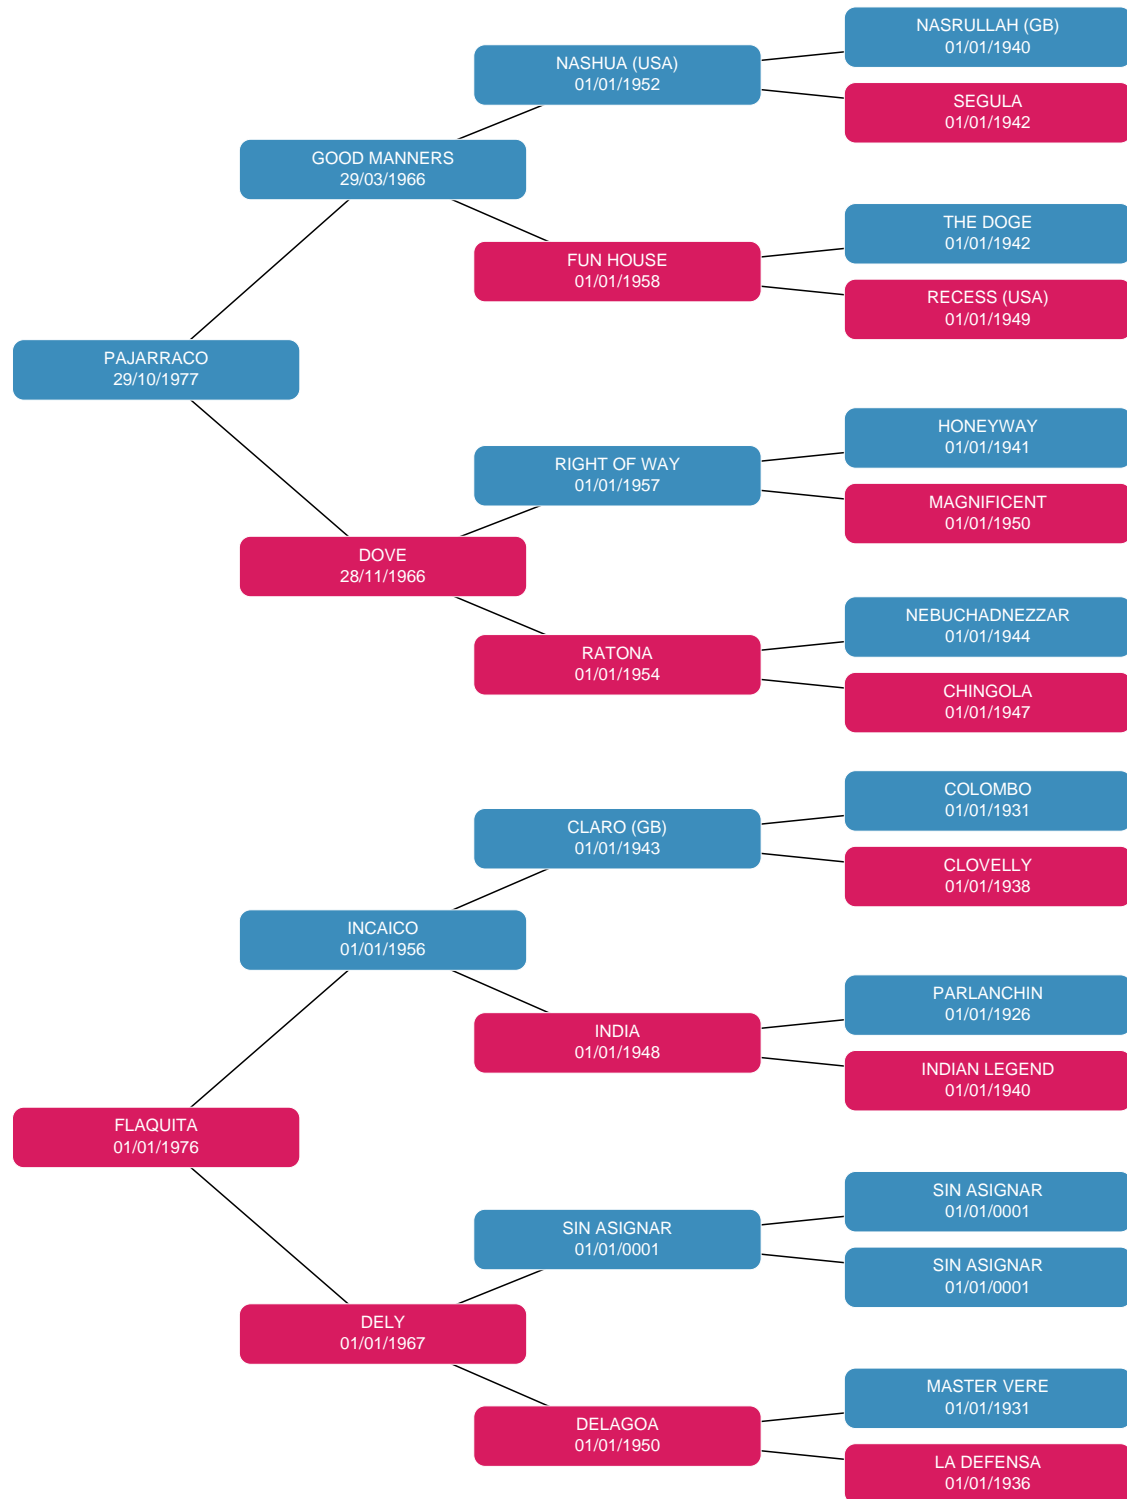 NASRULLAH (GB)
01/01/1940
NASHUA (USA)
01/01/1952
SEGULA
01/01/1942
GOOD MANNERS
29/03/1966
THE DOGE
01/01/1942
FUN HOUSE
01/01/1958
RECESS (USA)
01/01/1949
PAJARRACO
29/10/1977
HONEYWAY
01/01/1941
RIGHT OF WAY
01/01/1957
MAGNIFICENT
01/01/1950
DOVE
28/11/1966
NEBUCHADNEZZAR
01/01/1944
RATONA
01/01/1954
CHINGOLA
01/01/1947
COLOMBO
01/01/1931
CLARO (GB)
01/01/1943
CLOVELLY
01/01/1938
INCAICO
01/01/1956
PARLANCHIN
01/01/1926
INDIA
01/01/1948
INDIAN LEGEND
01/01/1940
FLAQUITA
01/01/1976
SIN ASIGNAR
01/01/0001
SIN ASIGNAR
01/01/0001
SIN ASIGNAR
01/01/0001
DELY
01/01/1967
MASTER VERE
01/01/1931
DELAGOA
01/01/1950
LA DEFENSA
01/01/1936